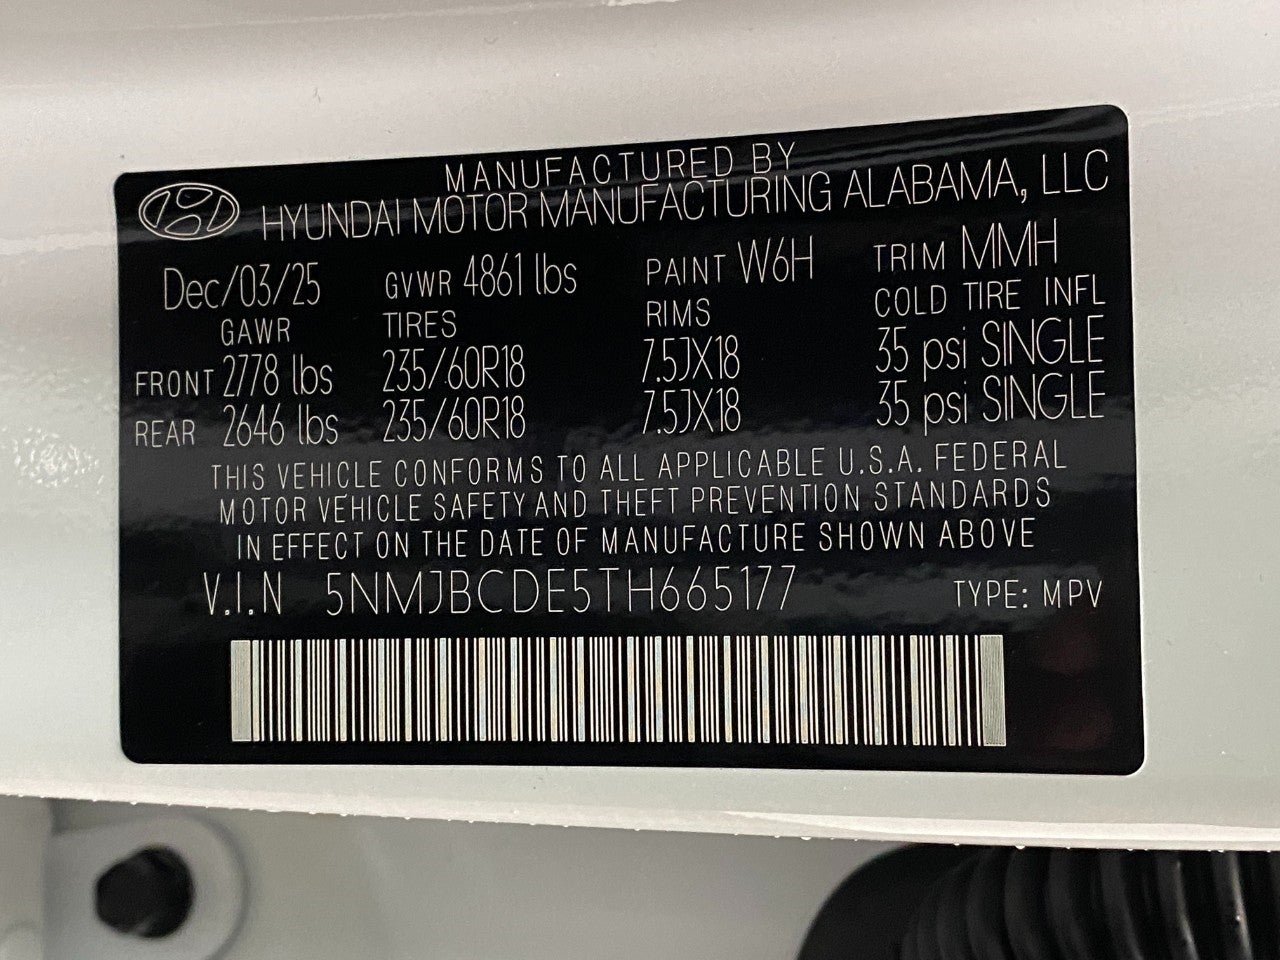 MANUFACTURED BY
HYUNDAI MOTOR MANUFACTURING ALABAMA, LLC
Dec/03/25 GVWR 4861 lbs PAINT W6H TRIM MMH
GAWR TIRES RIMS COLD TIRE INFL
FRONT 2778 lbs 235/60R18 7.5JX18 35 psi SINGLE
REAR 2646 lbs 235/60R18 7.5JX18 35 psi SINGLE
THIS VEHICLE CONFORMS TO ALL APPLICABLE U.S.A. FEDERAL
MOTOR VEHICLE SAFETY AND THEFT PREVENTION STANDARDS
IN EFFECT ON THE DATE OF MANUFACTURE SHOWN ABOVE
V.I.N 5NMJBCDE5TH665177 TYPE: MPV